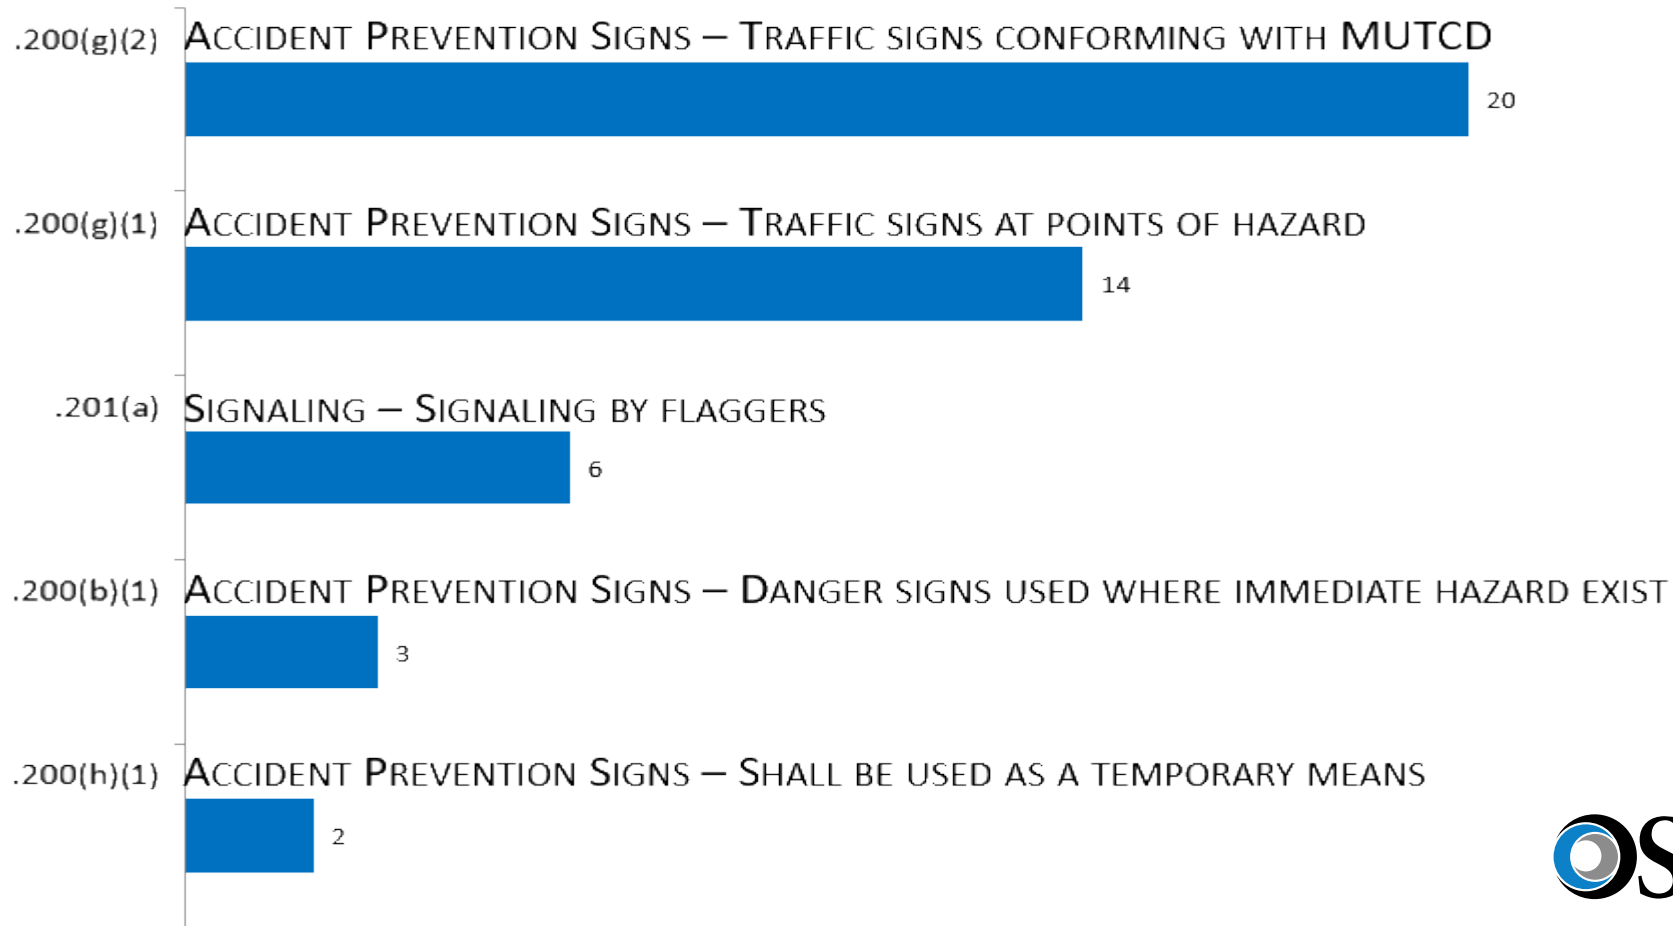 .200(g)(2) Accident Prevention Signs – Traffic signs conforming with MUTCD
20
.200(g)(1) Accident Prevention Signs – Traffic signs at points of hazard
14
.201(a) Signaling – Signaling by flaggers
6
.200(b)(1) Accident Prevention Signs – Danger signs used where immediate hazard exist
3
.200(h)(1) Accident Prevention Signs – Shall be used as a temporary means
2
OS